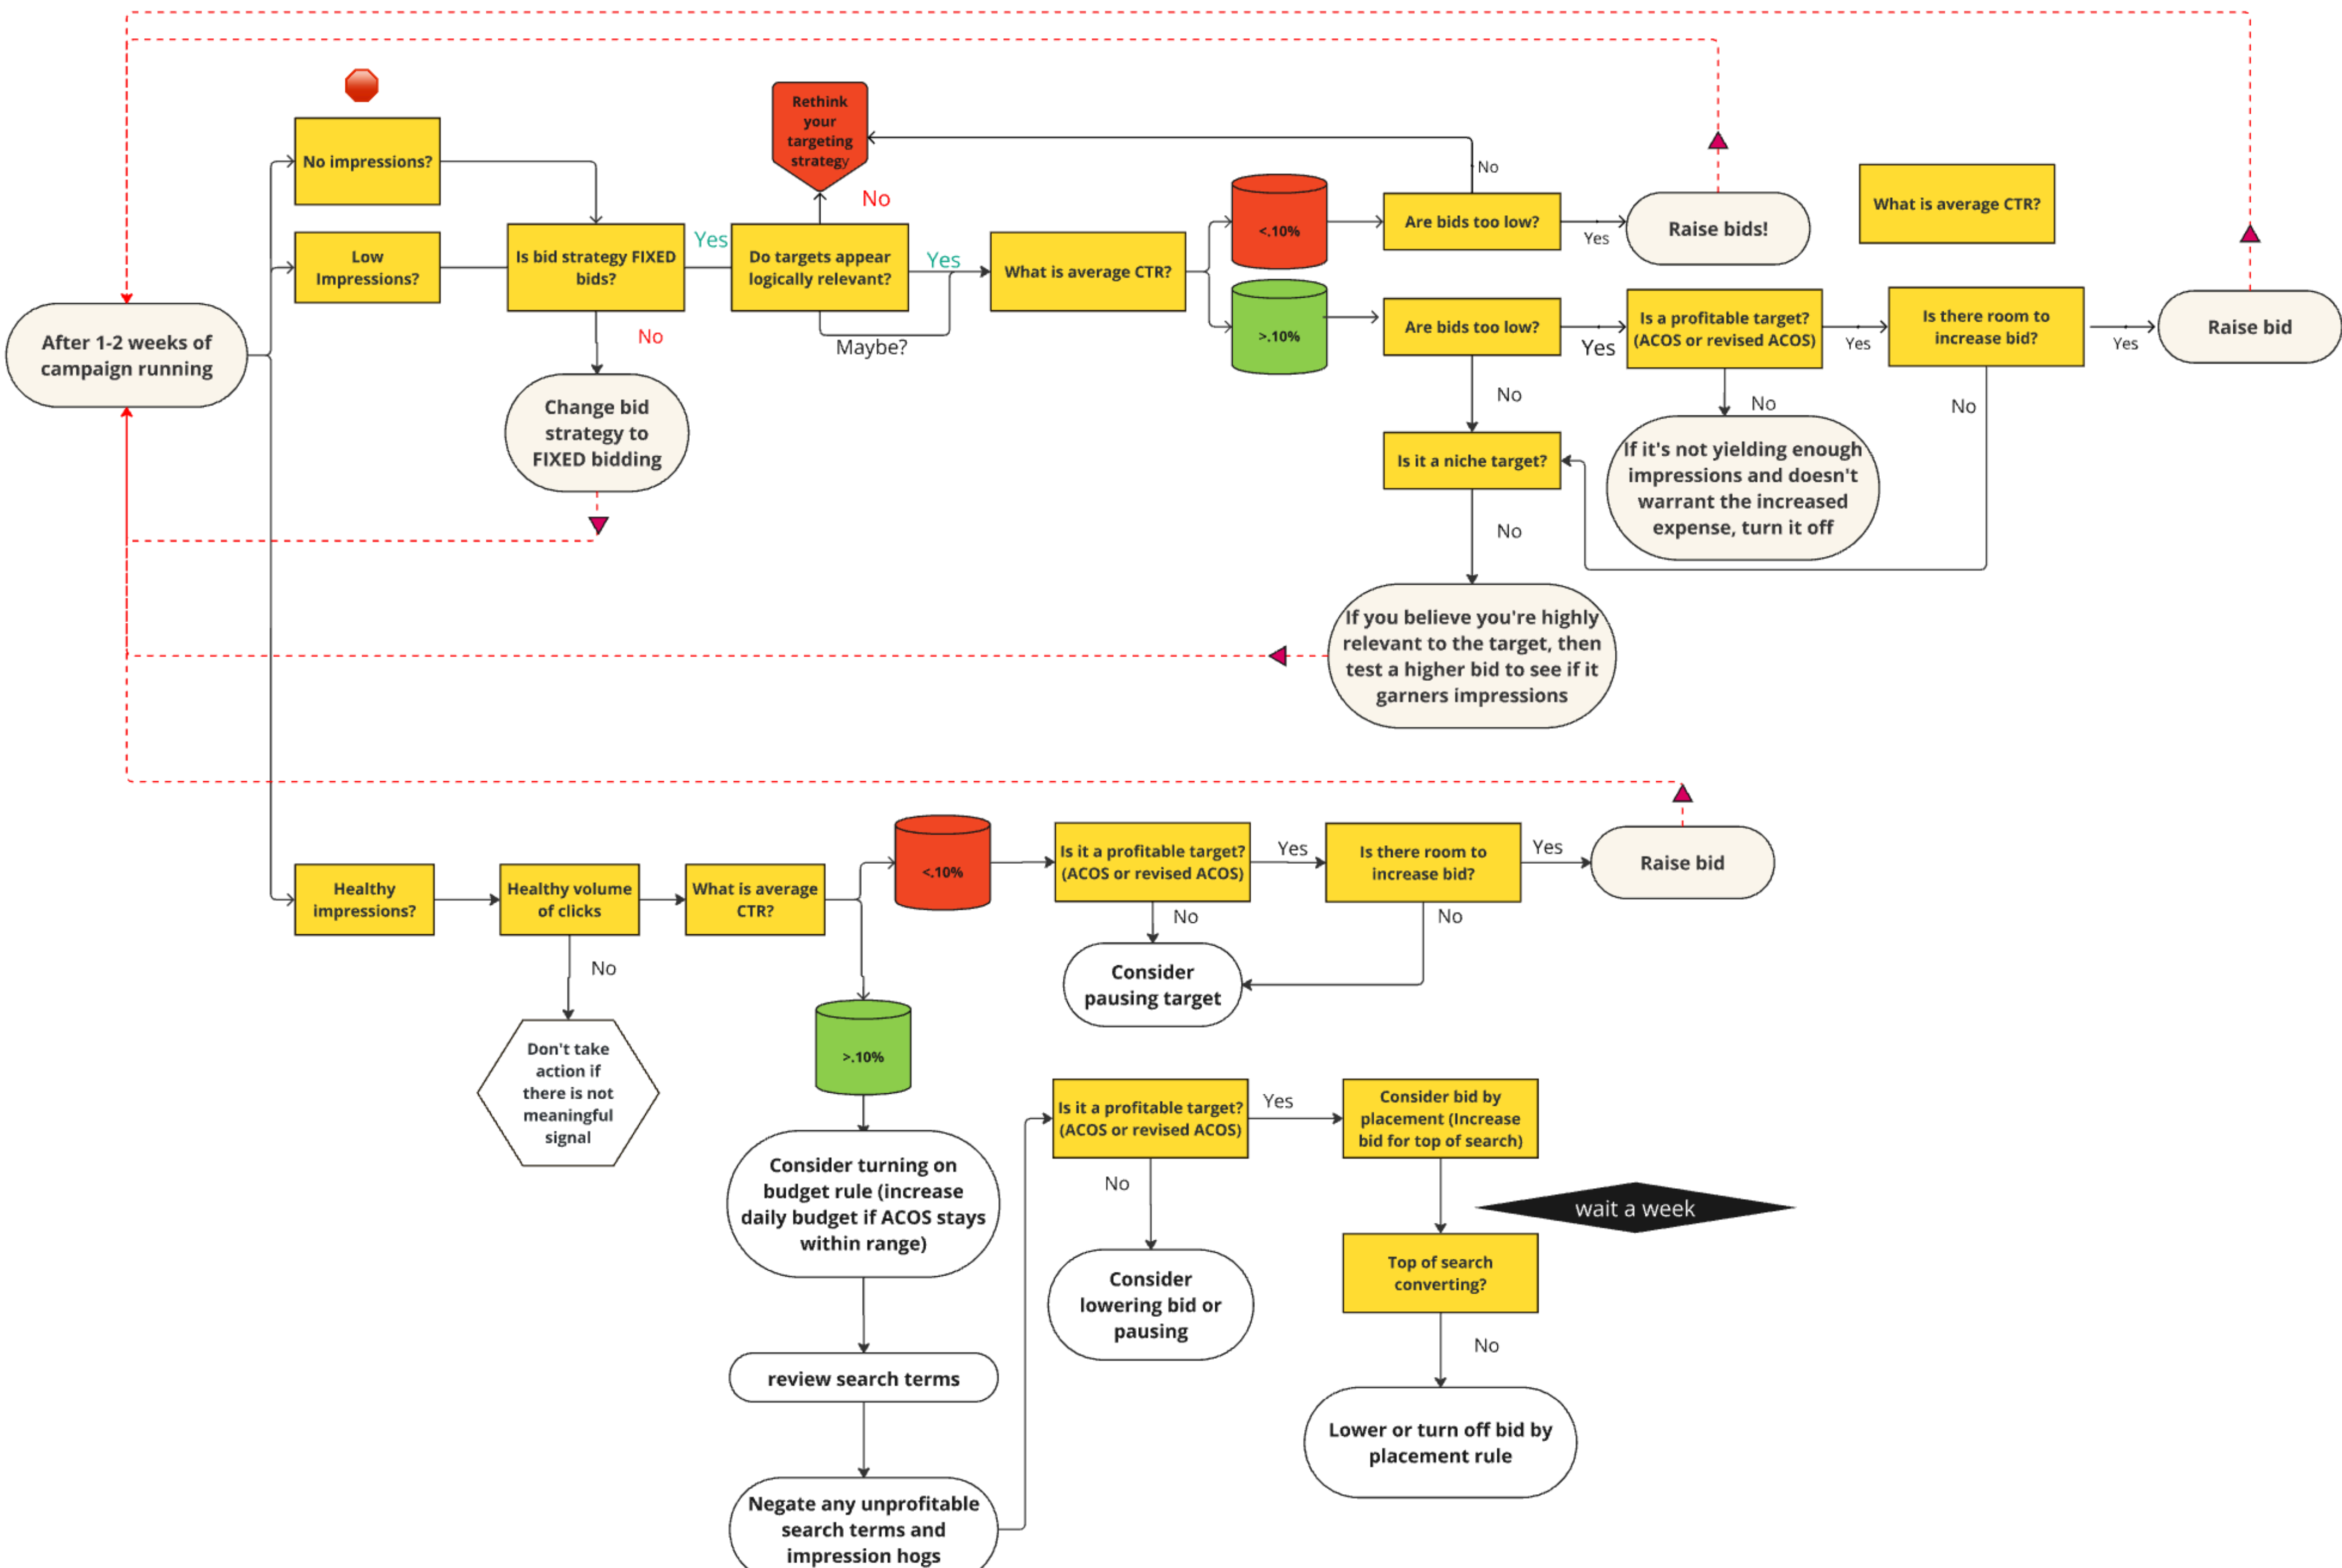 Rethink
your
targeting
strategy
No impressions?
No
No
<.10%
Are bids too low?
Yes
Raise bids!
What is average CTR?
Low
Impressions?
Is bid strategy FIXED
bids?
Yes
Do targets appear
logically relevant?
Yes
Maybe?
What is average CTR?
>.10%
Are bids too low?
Yes
Is a profitable target?
(ACOS or revised ACOS)
Yes
Is there room to
increase bid?
Yes
Raise bid
After 1-2 weeks of
campaign running
No
Change bid
strategy to
FIXED bidding
No
No
No
Is it a niche target?
If it's not yielding enough
impressions and doesn't
warrant the increased
expense, turn it off
No
If you believe you're highly
relevant to the target, then
test a higher bid to see if it
garners impressions
Healthy
impressions?
Healthy volume
of clicks
What is average
CTR?
<.10%
Is it a profitable target?
(ACOS or revised ACOS)
Yes
Is there room to
increase bid?
Yes
Raise bid
No
No
No
Consider
pausing target
Don't take
action if
there is not
meaningful
signal
>.10%
Consider turning on
budget rule (increase
daily budget if ACOS stays
within range)
review search terms
Negate any unprofitable
search terms and
impression hogs
Is it a profitable target?
(ACOS or revised ACOS)
Yes
Consider bid by
placement (Increase
bid for top of search)
No
wait a week
Consider
lowering bid or
pausing
Top of search
converting?
No
Lower or turn off bid by
placement rule